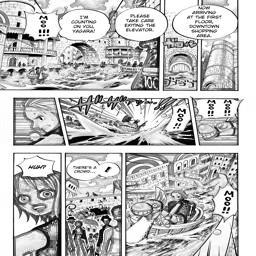 NOW
ARRIVING
AT THE FIRST
FLOOR,
DOWNTOWN
SHOPPING
AREA.
PLEASE
TAKE CARE
EXITING THE
ELEVATOR.
I'M
COUNTING
ON YOU,
YAGARA!
MOO!!
MOO!!
MOO!!
MOO!!
THERE'S A
CROWD...
HUH?
MOO!!